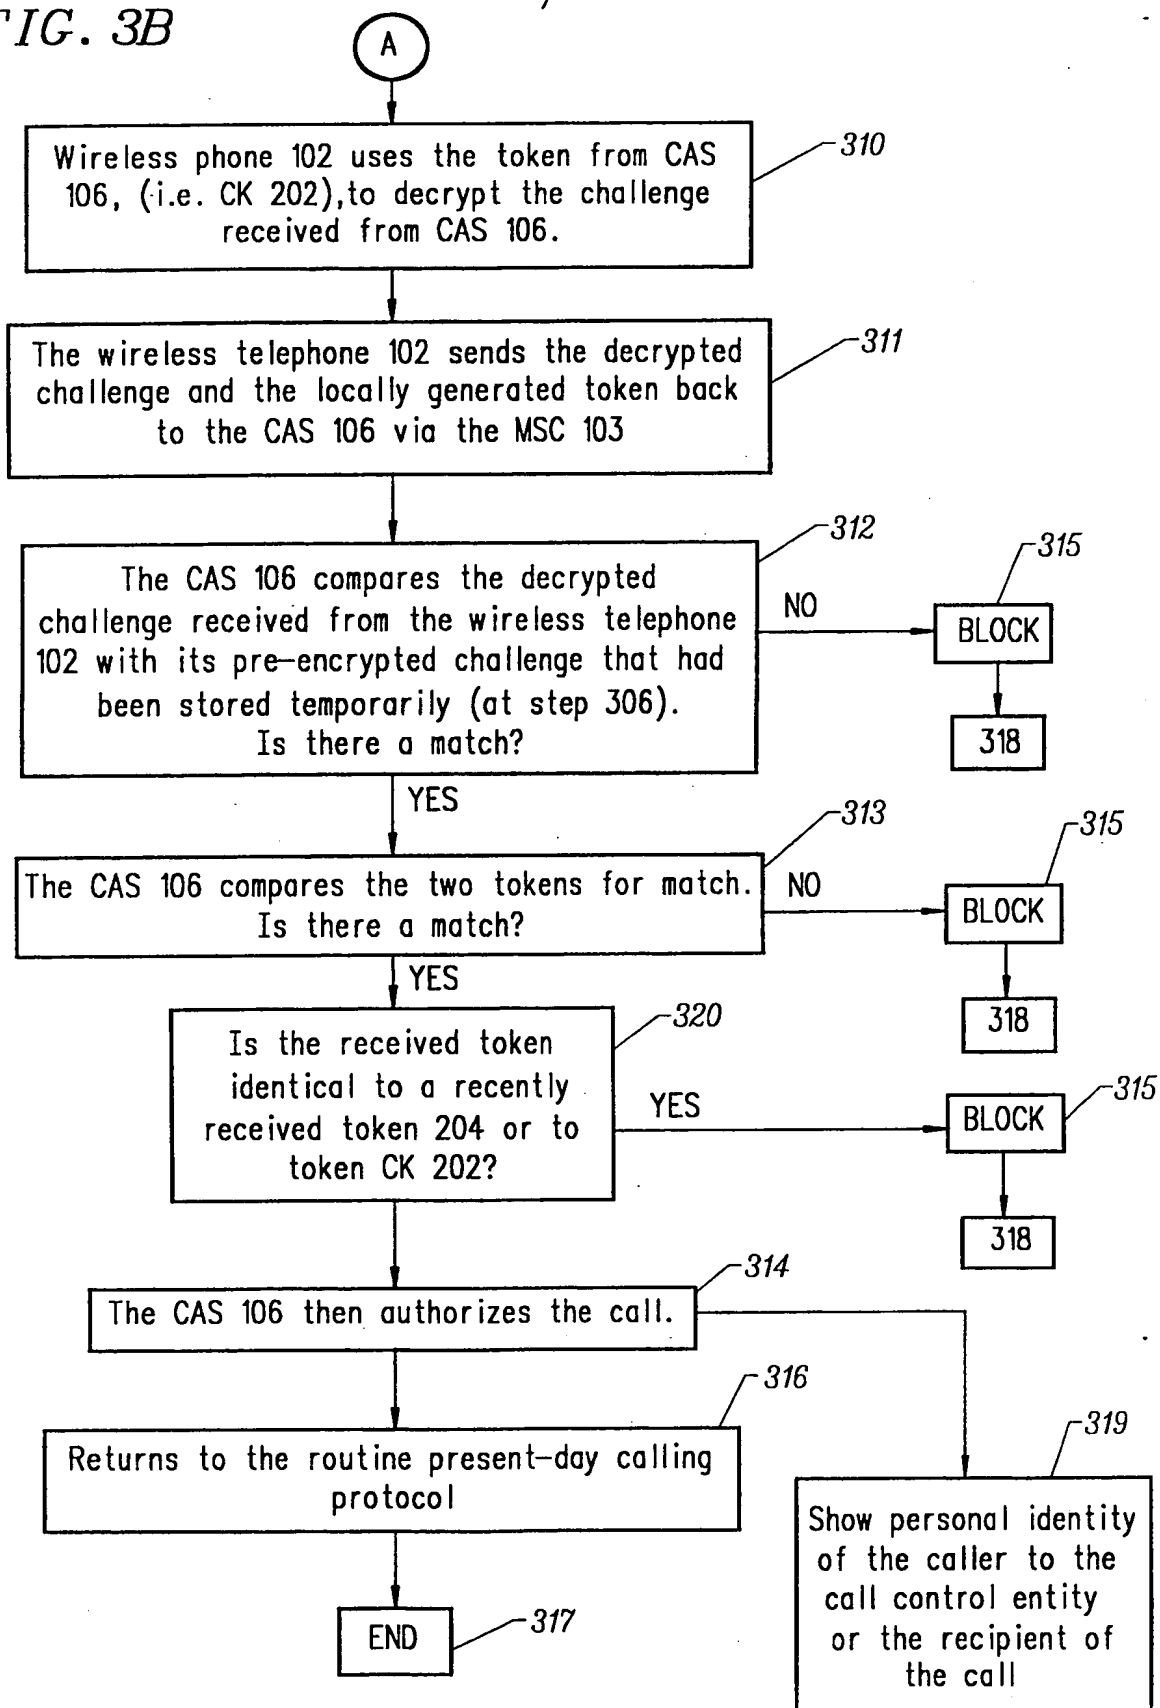 FIG. 3B
A
Wireless phone 102 uses the token from CAS
106, (i.e. CK 202),to decrypt the challenge
received from CAS 106.
310
The wireless telephone 102 sends the decrypted
challenge and the locally generated token back
to the CAS 106 via the MSC 103
311
The CAS 106 compares the decrypted
challenge received from the wireless telephone
102 with its pre-encrypted challenge that had
been stored temporarily (at step 306).
Is there a match?
312
NO
315
BLOCK
318
YES
The CAS 106 compares the two tokens for match.
Is there a match?
313
NO
315
BLOCK
318
YES
Is the received token
identical to a recently
received token 204 or to
token CK 202?
320
YES
315
BLOCK
318
The CAS 106 then authorizes the call.
314
Returns to the routine present-day calling
protocol
316
END
317
319
Show personal identity
of the caller to the
call control entity
or the recipient of
the call